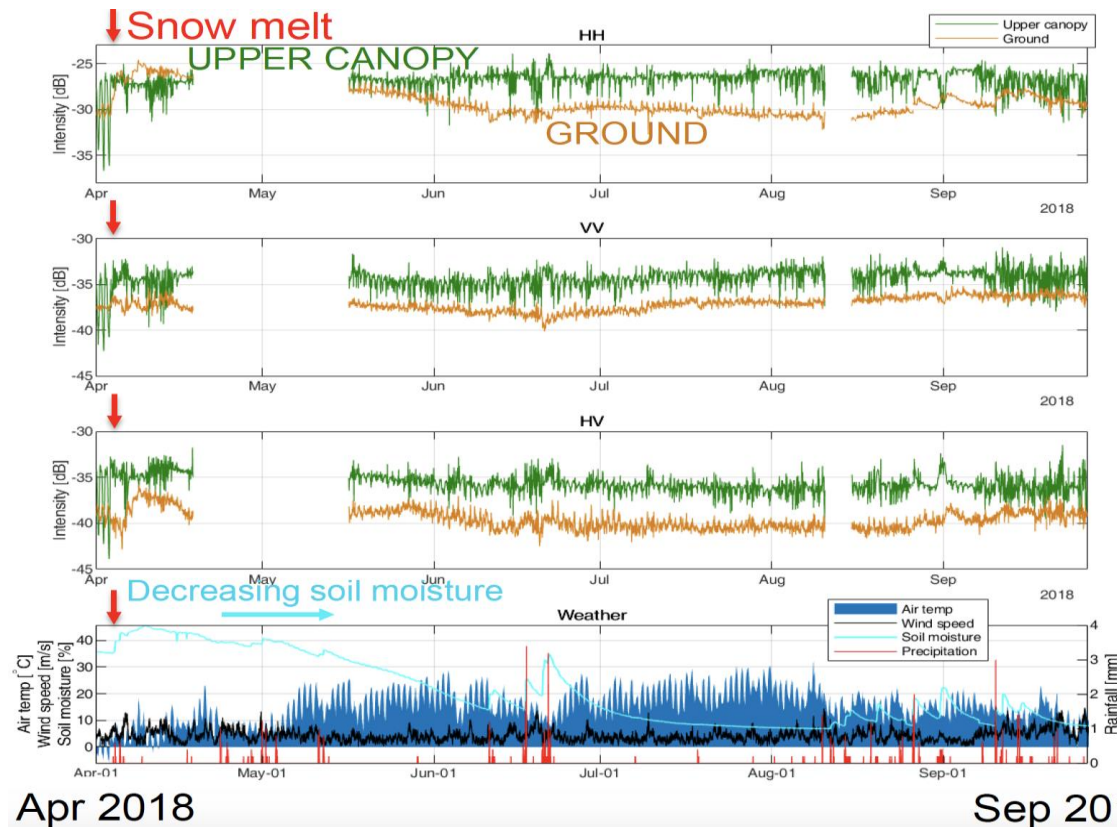 Snow melt
HH
UPPER CANOPY
Upper canopy
Ground
GROUND
Intensity [dB]
-25
-30
-35
Apr May Jun Jul Aug Sep
2018
VV
Intensity [dB]
-30
-35
-40
-45
Apr May Jun Jul Aug Sep
2018
HV
Intensity [dB]
-30
-35
-40
-45
Apr May Jun Jul Aug Sep
2018
Decreasing soil moisture
Weather
Air temp
Wind speed
Soil moisture
Precipitation
Air temp [°C]
Wind speed [m/s]
Soil moisture [%]
40
30
20
10
0
4
3
2
1
0
Rainfall [mm]
Apr-01 May-01 Jun-01 Jul-01 Aug-01 Sep-01
Apr 2018
Sep 20